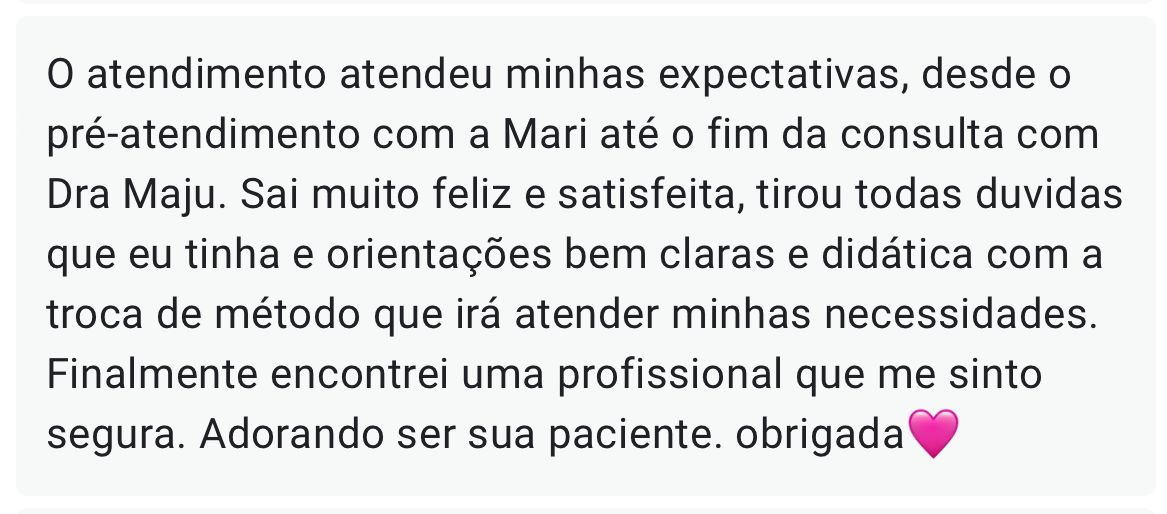 O atendimento atendeu minhas expectativas, desde o
pré-atendimento com a Mari até o fim da consulta com
Dra Maju. Sai muito feliz e satisfeita, tirou todas duvidas
que eu tinha e orientações bem claras e didática com a
troca de método que irá atender minhas necessidades.
Finalmente encontrei uma profissional que me sinto
segura. Adorando ser sua paciente. obrigada🩷